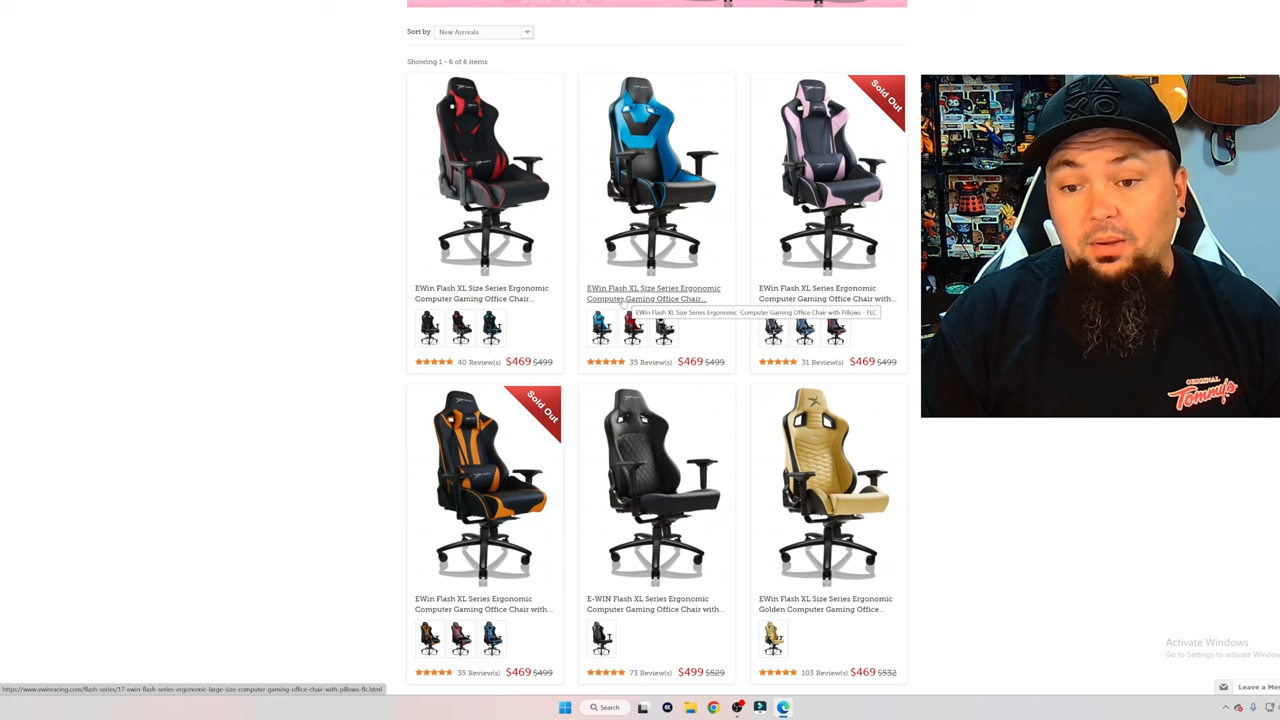 Sort by New Arrivals
Showing 1 - 6 of 6 items
Sold Out
EWin Flash XL Size Series Ergonomic
Computer Gaming Office Chair...
EWin Flash XL Size Series Ergonomic
Computer Gaming Office Chair...
EWin Flash XL Series Ergonomic
Computer Gaming Office Chair with...
EWin Flash XL Size Series Ergonomic Computer Gaming Office Chair with Pillows - FLC
40 Review(s) $469 $499
35 Review(s) $469 $499
31 Review(s) $469 $499
ORIGINAL
Tommy's
Sold Out
EWin Flash XL Series Ergonomic
Computer Gaming Office Chair with...
E-WIN Flash XL Series Ergonomic
Computer Gaming Office Chair with...
EWin Flash XL Size Series Ergonomic
Golden Computer Gaming Office...
35 Review(s) $469 $499
73 Review(s) $499 $529
103 Review(s) $469 $532
Activate Windows
Go to Settings to activate Window
https://www.ewinracing.com/flash-series/17-ewin-flash-series-ergonomic-large-size-computer-gaming-office-chair-with-pillows-flc.html
Leave a Me
Search